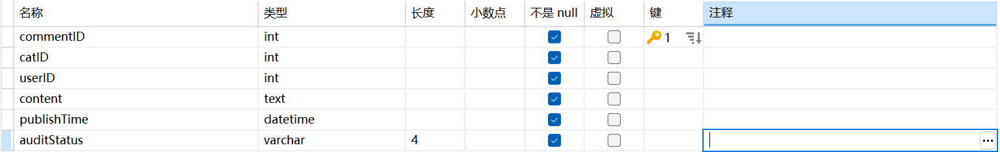 名称 类型 长度 小数点 不是 null 虚拟 键 注释
commentID int 1
catID int
userID int
content text
publishTime datetime
auditStatus varchar 4